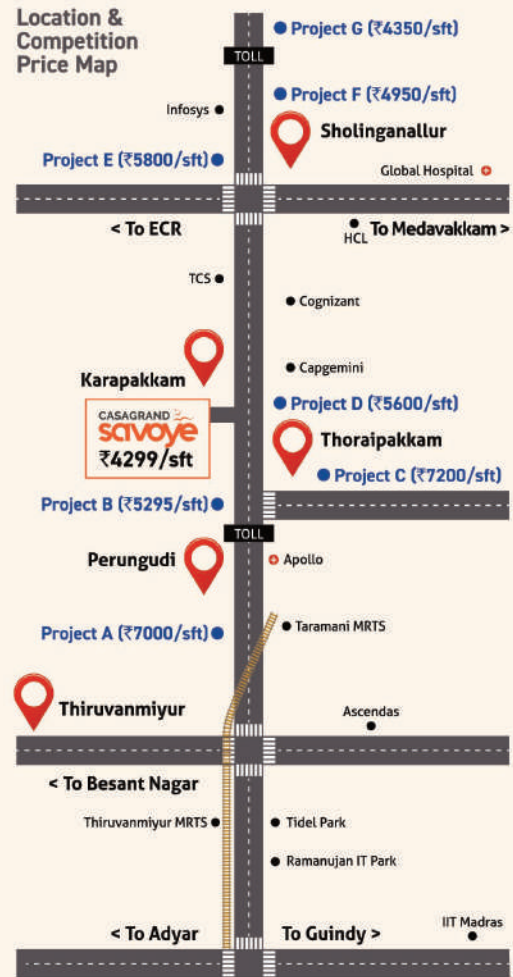 Location &
Competition
Price Map
Project G (₹4350/sft)
TOLL
Project F (₹4950/sft)
Infosys
Sholinganallur
Project E (₹5800/sft)
Global Hospital
< To ECR
HCL
To Medavakkam >
TCS
Cognizant
Capgemini
Karapakkam
Project D (₹5600/sft)
CASAGRAND
savoye
₹4299/sft
Thoraipakkam
Project C (₹7200/sft)
Project B (₹5295/sft)
TOLL
Perungudi
Apollo
Project A (₹7000/sft)
Taramani MRTS
Thiruvanmiyur
Ascendas
< To Besant Nagar
Thiruvanmiyur MRTS
Tidel Park
Ramanujan IT Park
IIT Madras
< To Adyar
To Guindy >